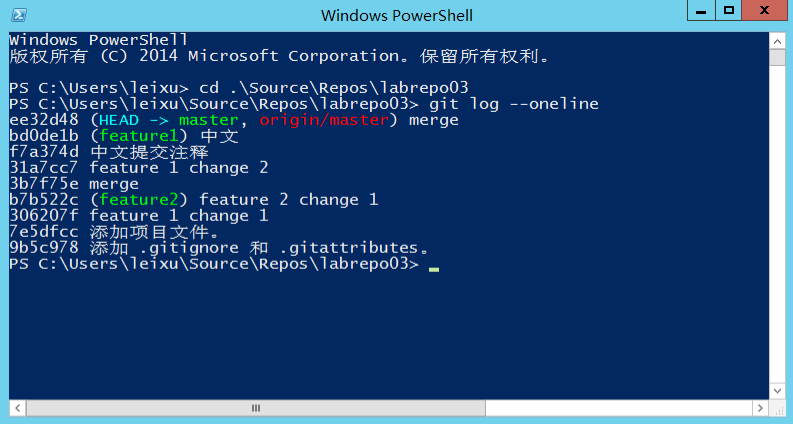 Windows PowerShell
Windows PowerShell
版权所有 (C) 2014 Microsoft Corporation。保留所有权利。
PS C:\Users\leixu> cd .\Source\Repos\labrepo03
PS C:\Users\leixu\Source\Repos\labrepo03> git log --oneline
ee32d48 (HEAD -> master, origin/master) merge
bd0de1b (feature1) 中文
f7a374d 中文提交注释
31a7cc7 feature 1 change 2
3b7f75e merge
b7b522c (feature2) feature 2 change 1
306207f feature 1 change 1
7e5dfcc 添加项目文件。
9b5c978 添加 .gitignore 和 .gitattributes。
PS C:\Users\leixu\Source\Repos\labrepo03>